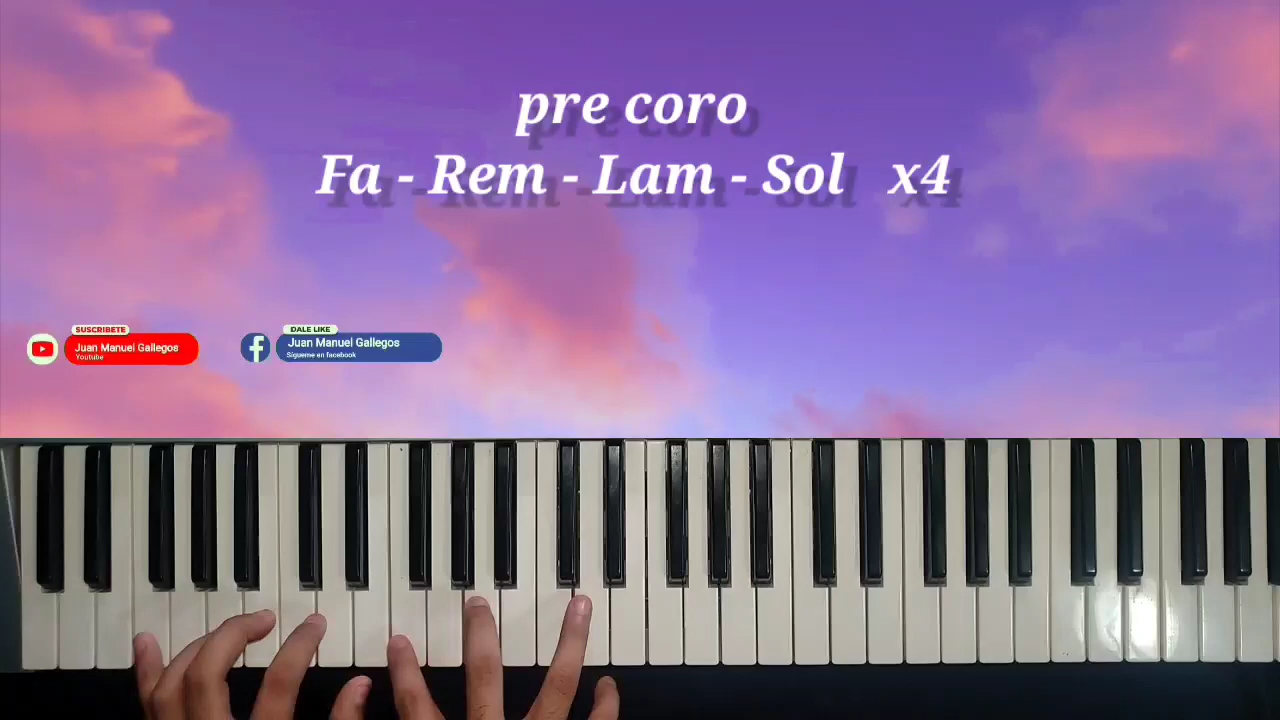 pre coro
Fa - Rem - Lam - Sol x4
SUSCRIBETE
Juan Manuel Gallegos
Youtube
DALE LIKE
Juan Manuel Gallegos
Sígueme en facebook